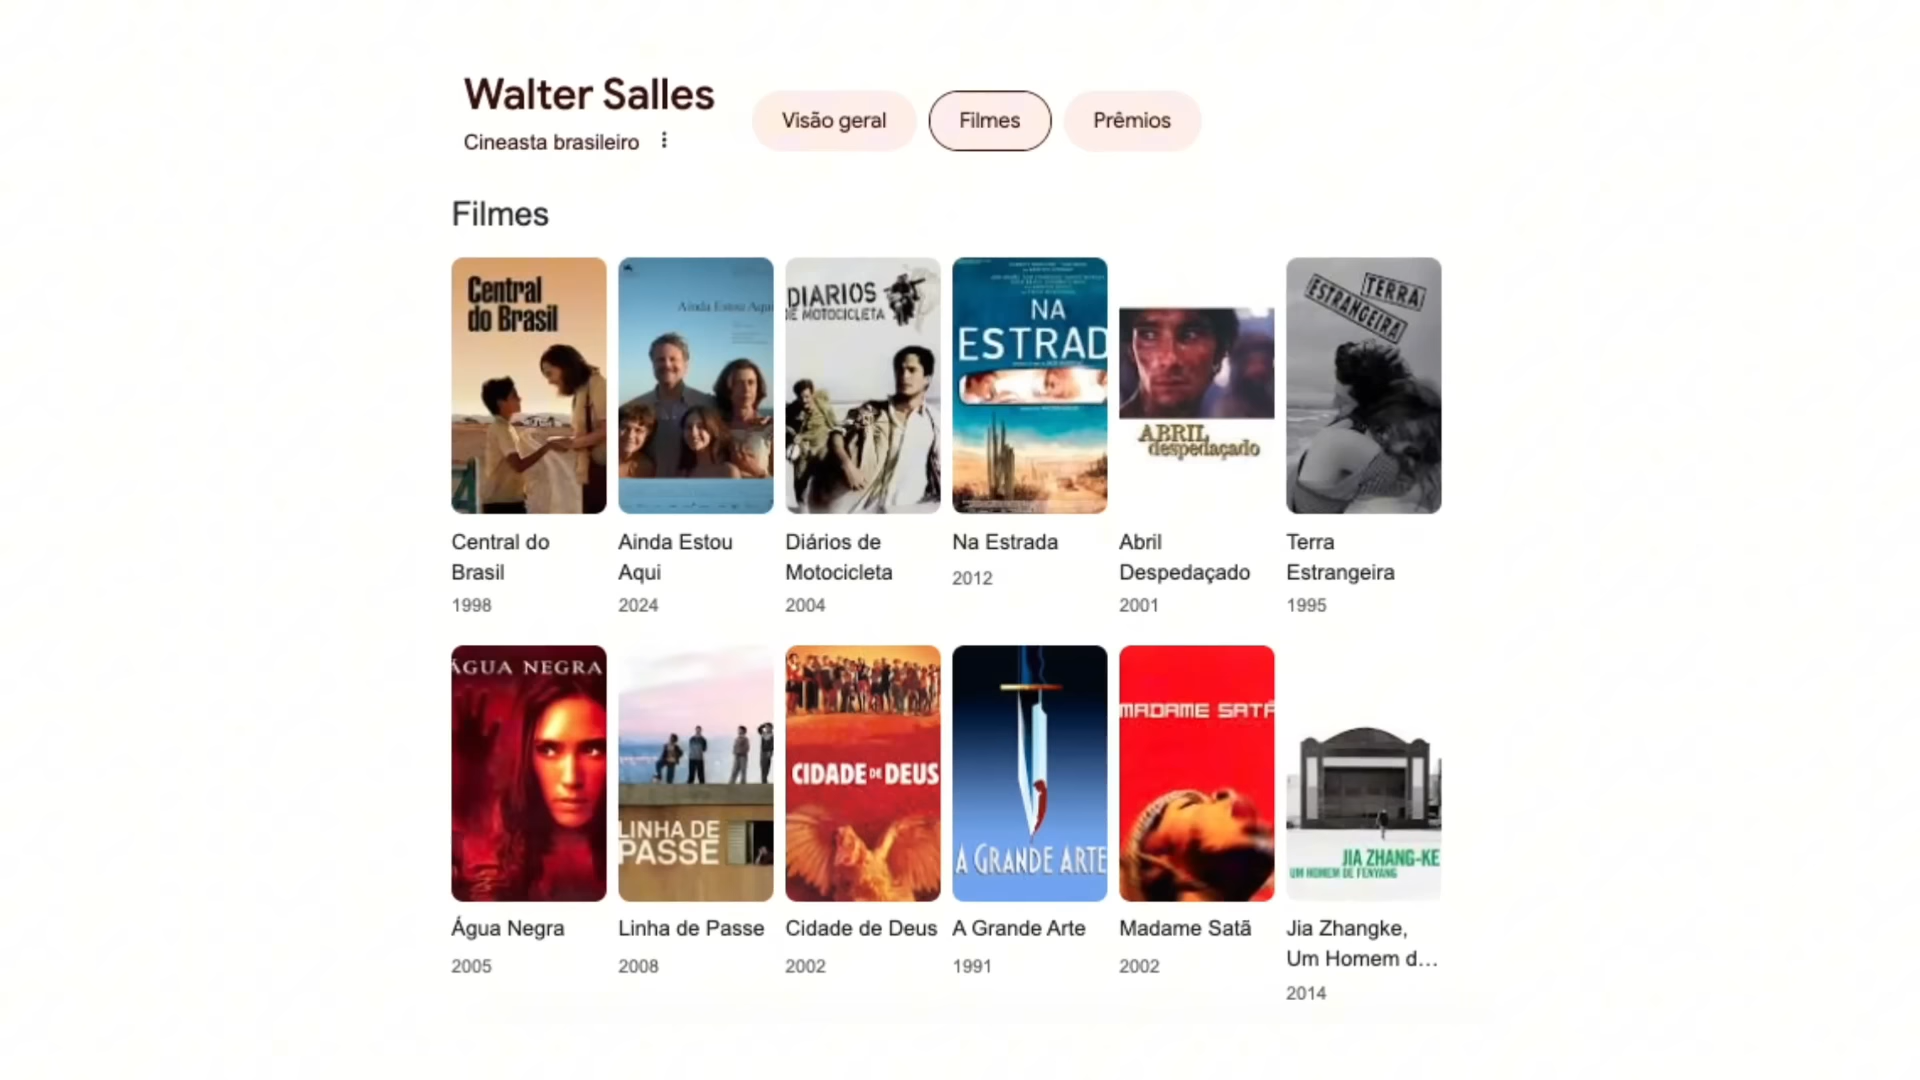 Walter Salles
Cineasta brasileiro
Visão geral
Filmes
Prêmios
Filmes
Central
do Brasil
Ainda Estou Aqui
DIARIOS
DE MOTOCICLETA
NA
ESTRAD
ABRIL
despedaçado
TERRA
ESTRANGEIRA
Central do
Brasil
1998
Ainda Estou
Aqui
2024
Diários de
Motocicleta
2004
Na Estrada
2012
Abril
Despedaçado
2001
Terra
Estrangeira
1995
ÁGUA NEGRA
LINHA DE
PASSE
CIDADE DE DEUS
A GRANDE ARTE
MADAME SATÃ
JIA ZHANG-KE
UM HOMEM DE FENYANG
Água Negra
2005
Linha de Passe
2008
Cidade de Deus
2002
A Grande Arte
1991
Madame Satã
2002
Jia Zhangke,
Um Homem d...
2014